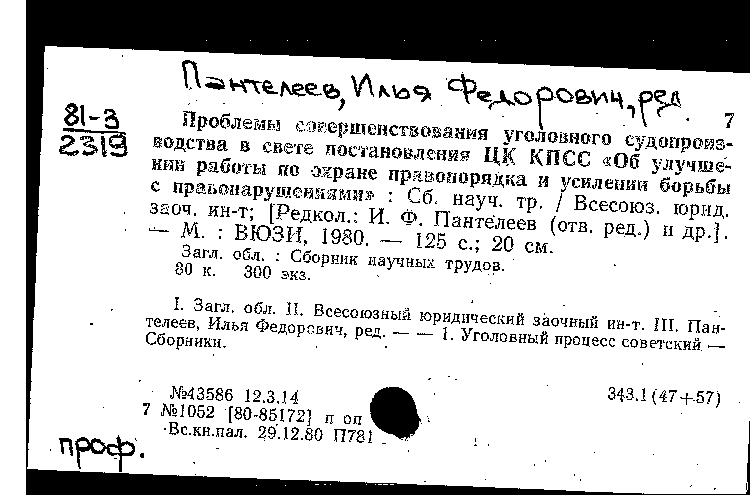 Пантелеев, Илья Федорович, ред.
7
81-3
2319
Проблемы совершенствования уголовного судопроиз-
водства в свете постановления ЦК КПСС «Об улучше-
нии работы по охране правопорядка и усилении борьбы
с правонарушениями» : Сб. науч. тр. / Всесоюз. юрид.
заоч. ин-т; [Редкол.: И. Ф. Пантелеев (отв. ред.) и др.].
— М. : ВЮЗИ, 1980. — 125 с.; 20 см.
Загл. обл. : Сборник научных трудов.
80 к. 300 экз.
I. Загл. обл. II. Всесоюзный юридический заочный ин-т. III. Пан-
телеев, Илья Федорович, ред. — — 1. Уголовный процесс советский —
Сборники.
№43586 12.3.14
343.1(47+57)
7 №1052 [80-85172] п оп
Вс.кн.пал. 29.12.80 П781
проф.